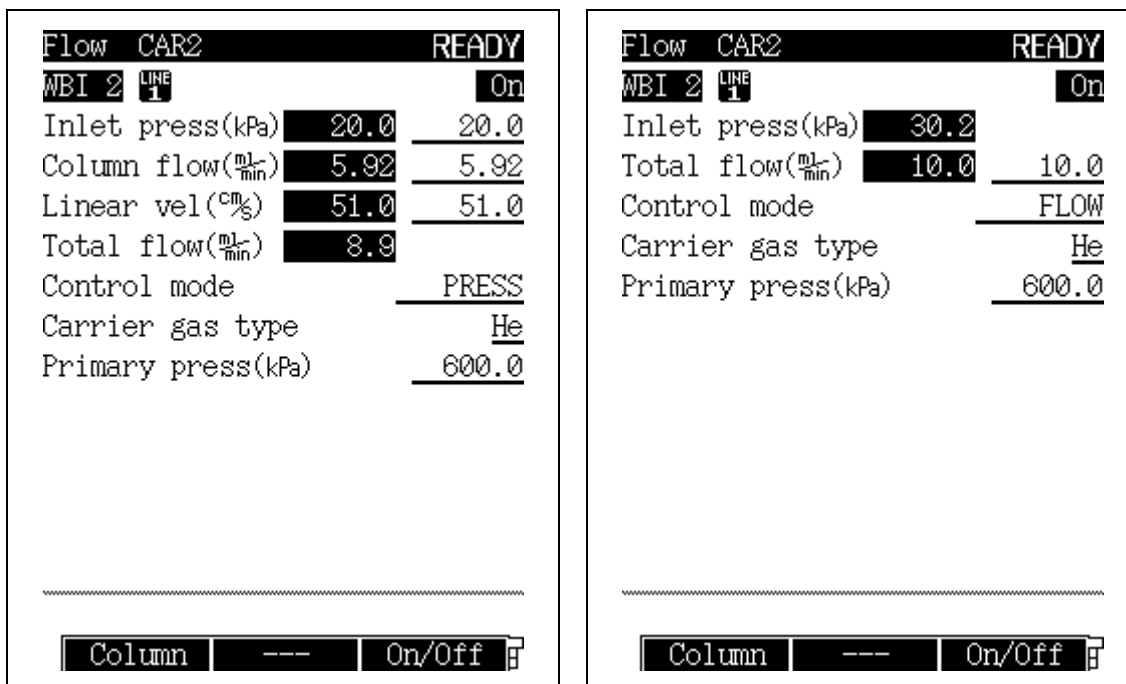 Flow CAR2 READY
WBI 2 LINE 1 On
Inlet press(kPa) 20.0 20.0
Column flow(ml/min) 5.92 5.92
Linear vel(cm/s) 51.0 51.0
Total flow(ml/min) 8.9
Control mode PRESS
Carrier gas type He
Primary press(kPa) 600.0
Column --- On/Off
Flow CAR2 READY
WBI 2 LINE 1 On
Inlet press(kPa) 30.2
Total flow(ml/min) 10.0 10.0
Control mode FLOW
Carrier gas type He
Primary press(kPa) 600.0
Column --- On/Off